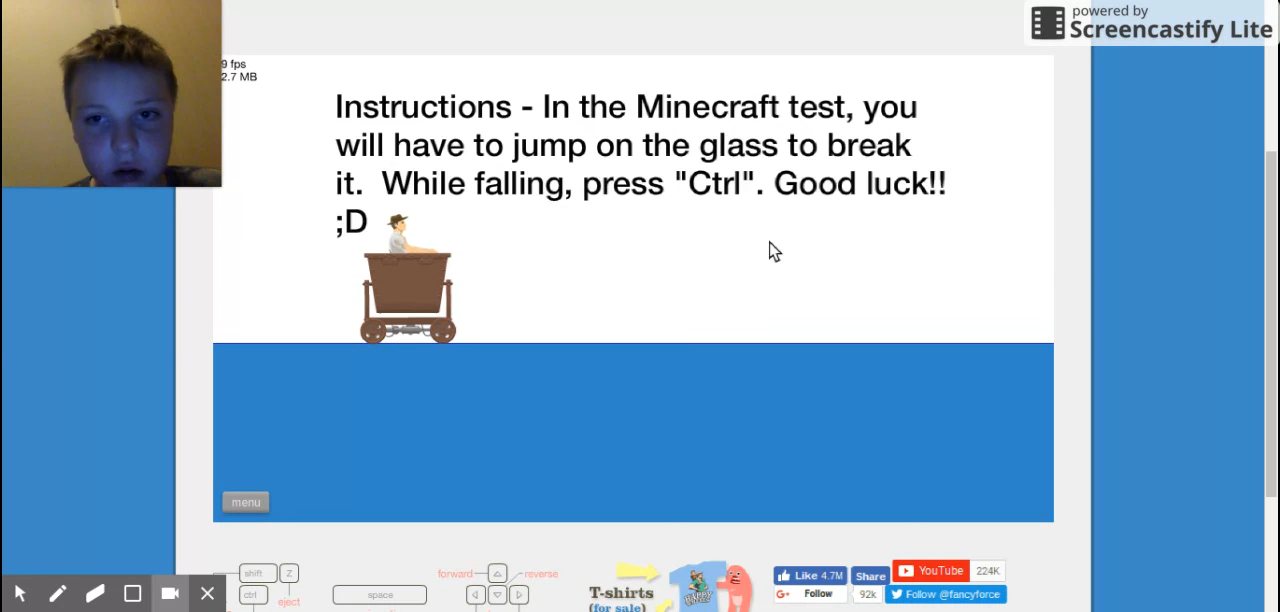 powered by
Screencastify Lite
9 fps
2.7 MB
Instructions - In the Minecraft test, you
will have to jump on the glass to break
it.  While falling, press "Ctrl". Good luck!!
;D
menu
shift
Z
ctrl
eject
space
forward
reverse
T-shirts
(for sale)
Like 4.7M
Share
YouTube
224K
G+ Follow
92k
Follow @fancyforce